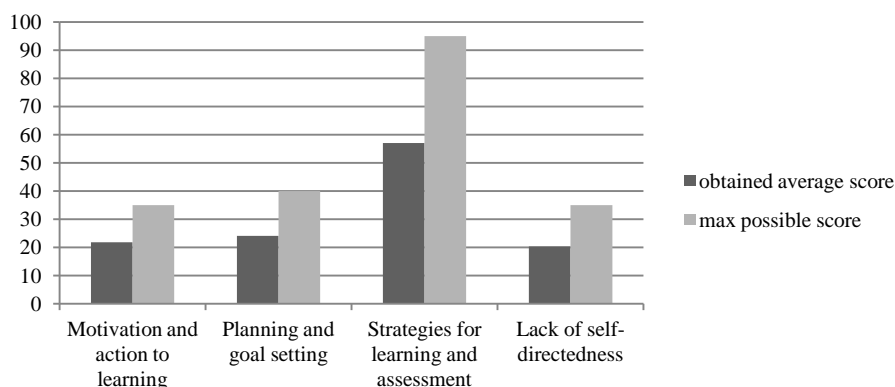 100
90
80
70
60
50
40
30
20
10
0
Motivation and
action to
learning
Planning and
goal setting
Strategies for
learning and
assessment
Lack of self-
directedness
obtained average score
max possible score